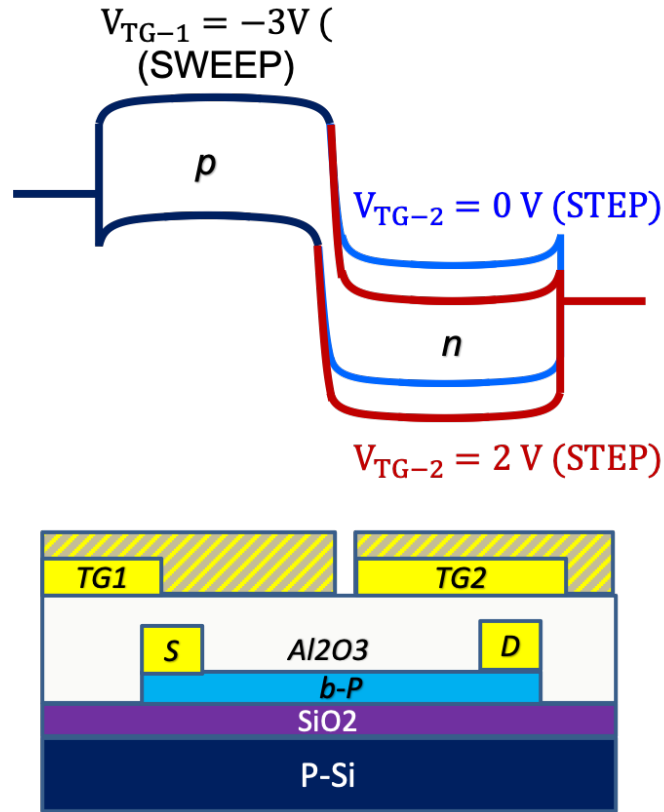 V_TG−1 = −3V (
(SWEEP)
p
V_TG−2 = 0 V (STEP)
n
V_TG−2 = 2 V (STEP)
TG1
TG2
S
Al2O3
D
b-P
SiO2
P-Si